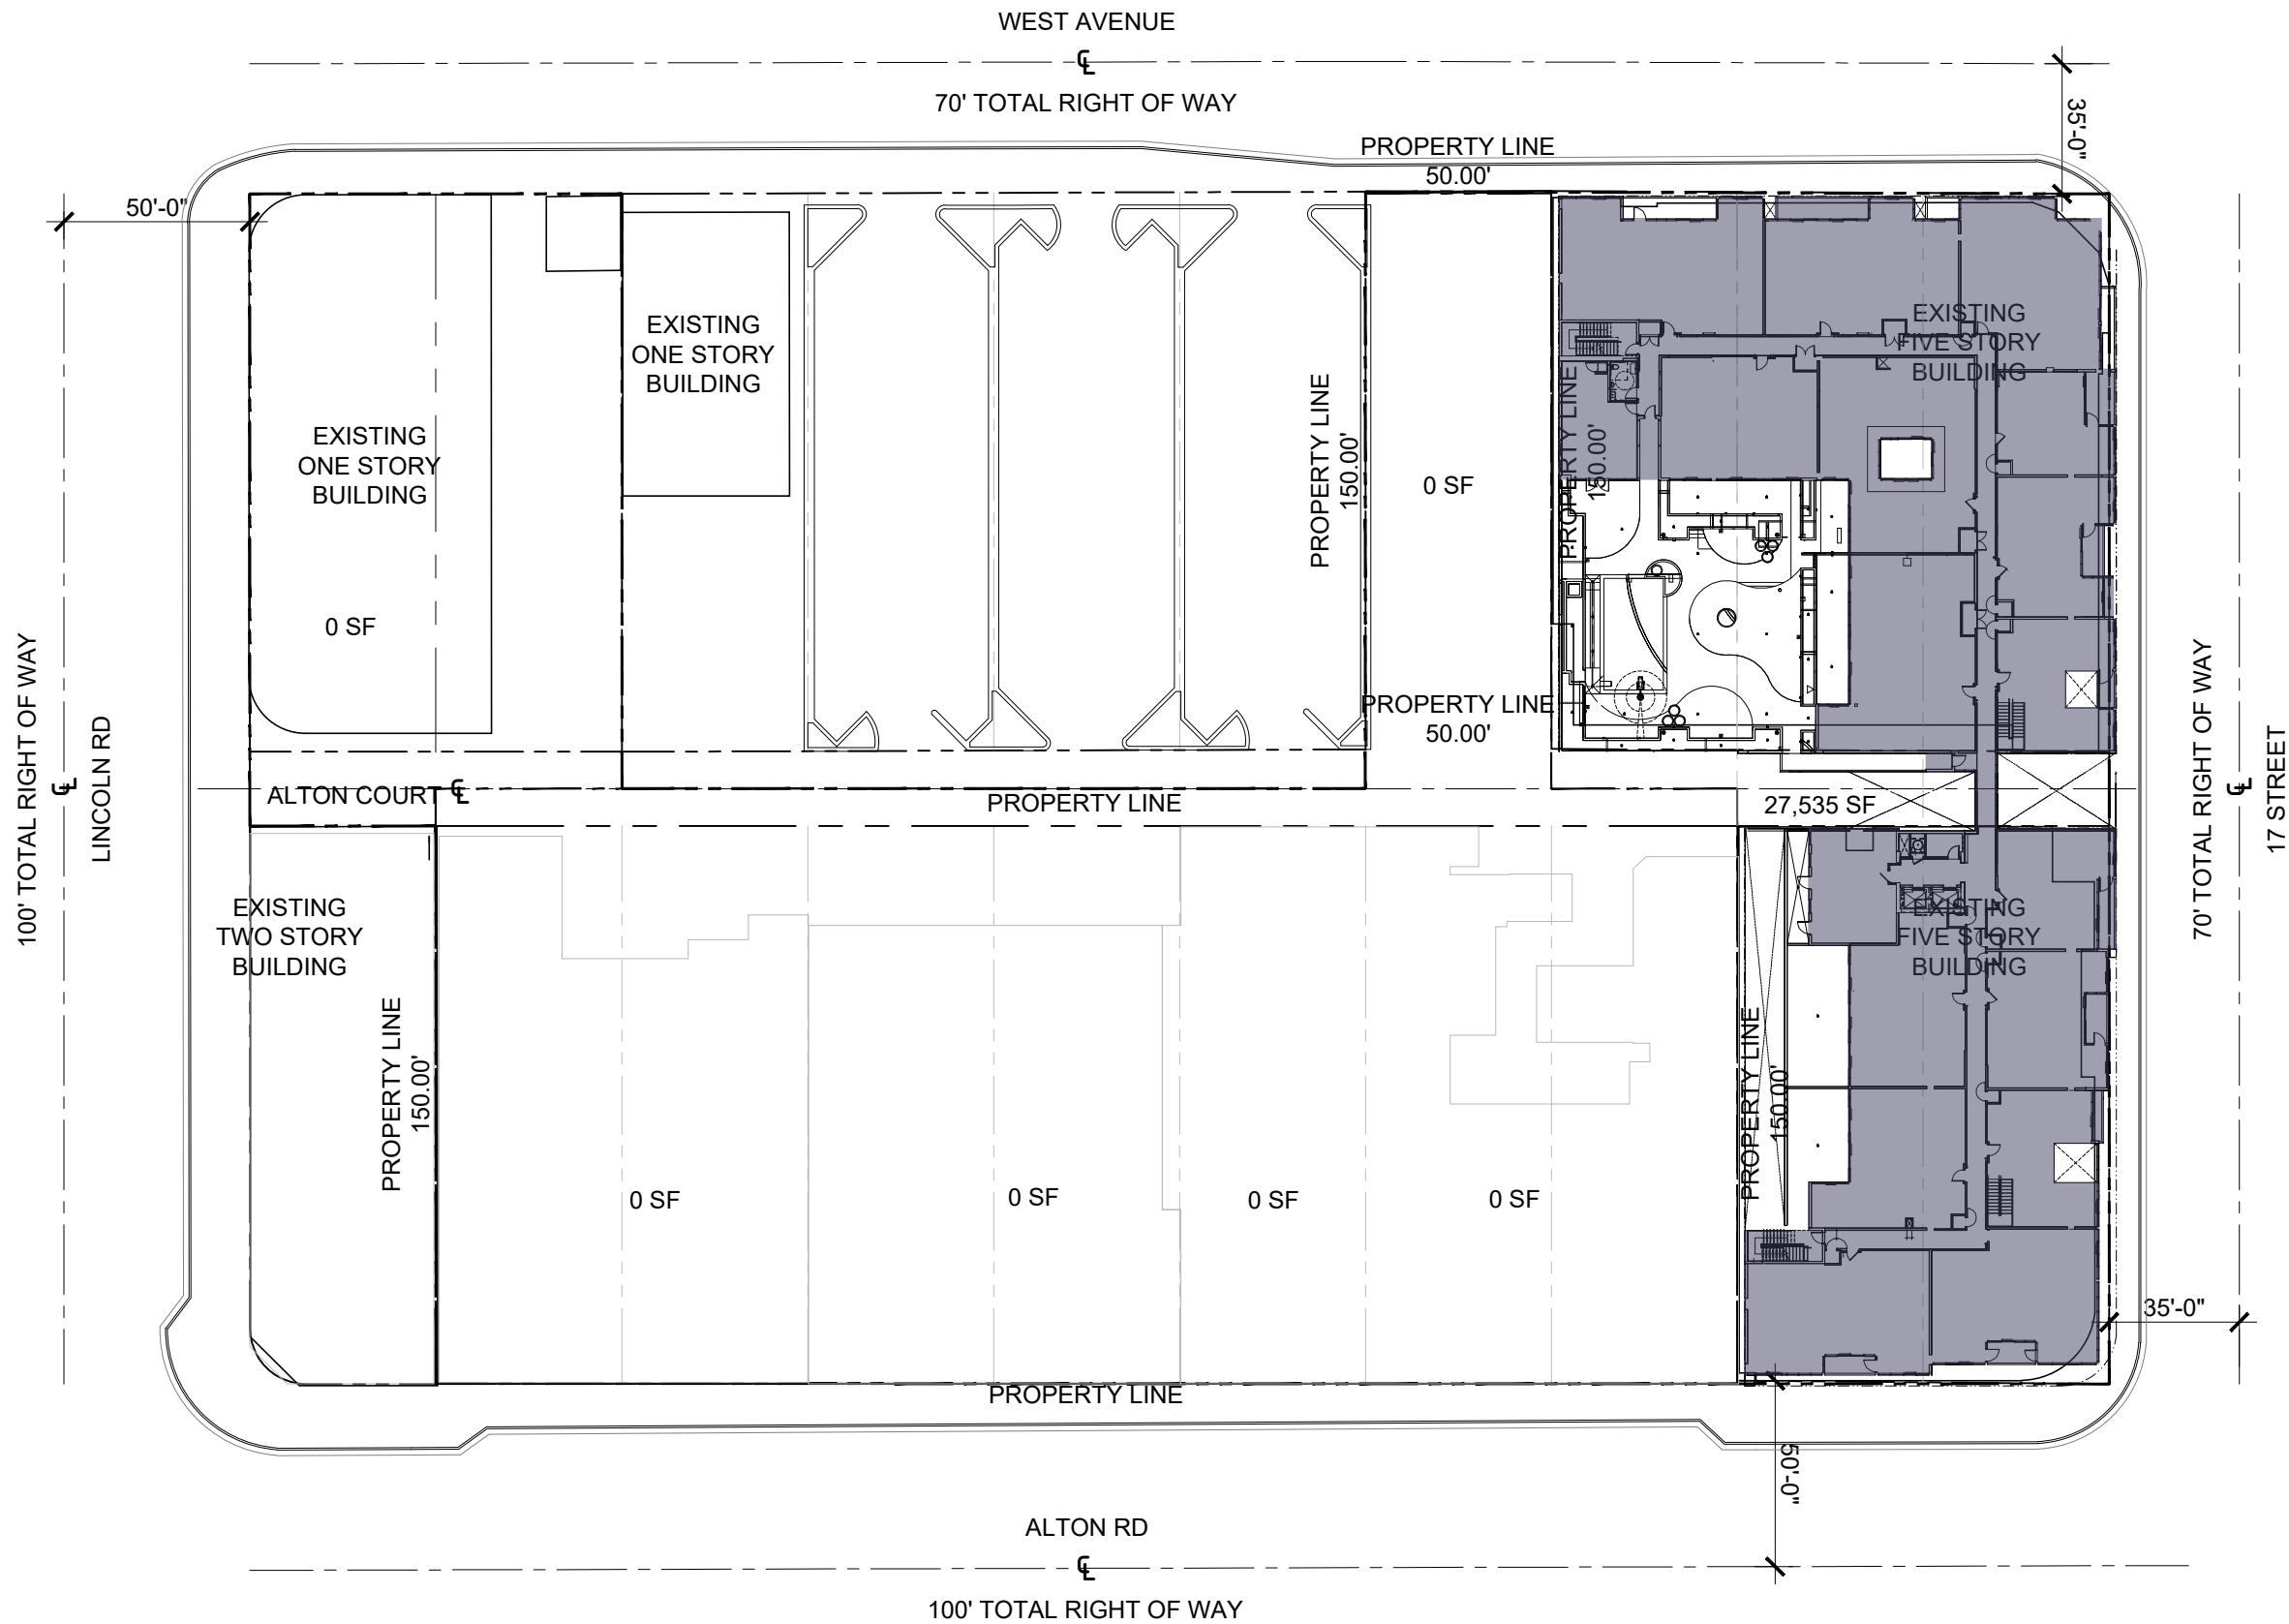 WEST AVENUE
℄
70' TOTAL RIGHT OF WAY
35'-0"
PROPERTY LINE
50.00'
50'-0"
EXISTING
ONE STORY
BUILDING
EXISTING
FIVE STORY
BUILDING
EXISTING
ONE STORY
BUILDING
PROPERTY LINE
150.00'
PROPERTY LINE
150.00'
0 SF
0 SF
100' TOTAL RIGHT OF WAY
℄
LINCOLN RD
70' TOTAL RIGHT OF WAY
℄
17 STREET
PROPERTY LINE
50.00'
ALTON COURT ℄
PROPERTY LINE
27,535 SF
EXISTING
TWO STORY
BUILDING
EXISTING
FIVE STORY
BUILDING
PROPERTY LINE
150.00'
PROPERTY LINE
150.00'
0 SF
0 SF
0 SF
0 SF
35'-0"
PROPERTY LINE
50'-0"
ALTON RD
℄
100' TOTAL RIGHT OF WAY